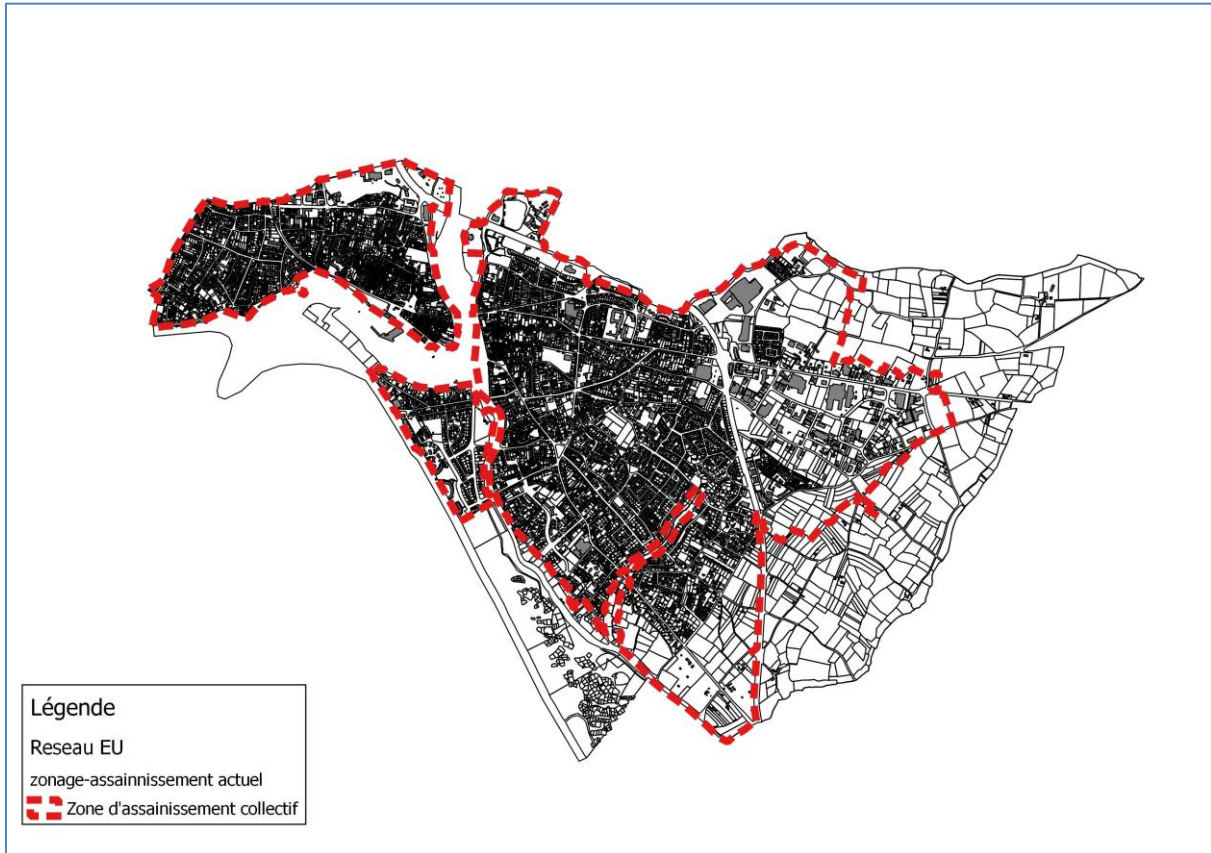 Légende
Reseau EU
zonage-assainnissement actuel
Zone d'assainissement collectif